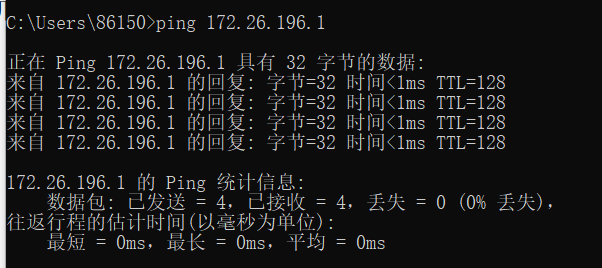 C:\Users\86150>ping 172.26.196.1
正在 Ping 172.26.196.1 具有 32 字节的数据:
来自 172.26.196.1 的回复: 字节=32 时间<1ms TTL=128
来自 172.26.196.1 的回复: 字节=32 时间<1ms TTL=128
来自 172.26.196.1 的回复: 字节=32 时间<1ms TTL=128
来自 172.26.196.1 的回复: 字节=32 时间<1ms TTL=128
172.26.196.1 的 Ping 统计信息:
数据包: 已发送 = 4，已接收 = 4，丢失 = 0 (0% 丢失)，
往返行程的估计时间(以毫秒为单位):
最短 = 0ms，最长 = 0ms，平均 = 0ms